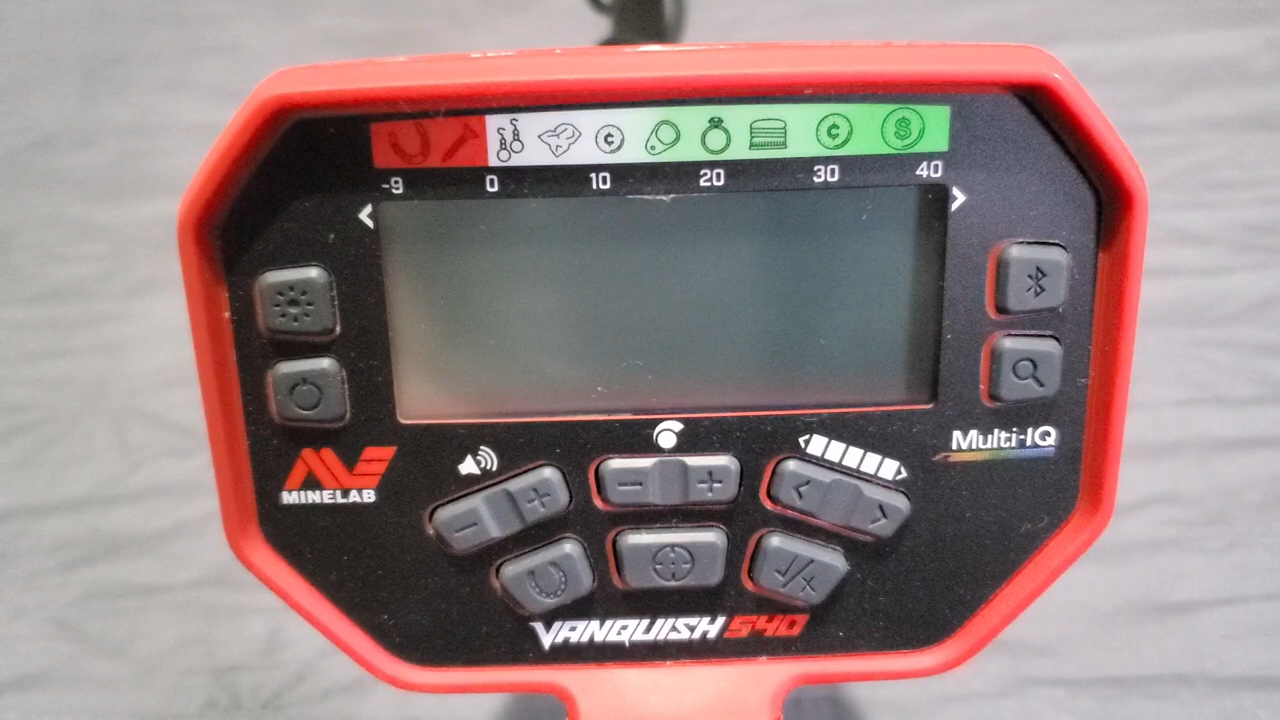 ¢ ¢ $
-9 0 10 20 30 40
< >
Multi-IQ
MINELAB
- + - + < >
✓/x
VANQUISH 540